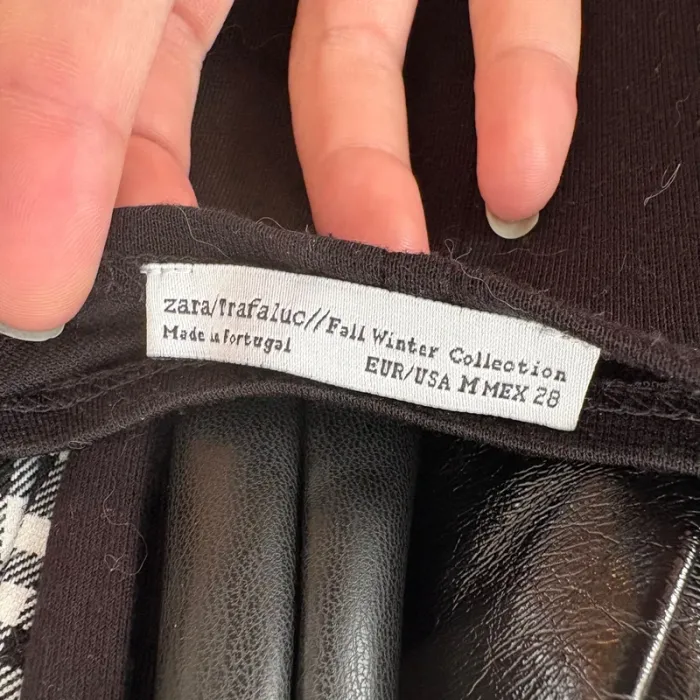 zara/Trafaluc//Fall Winter Collection
Made in Portugal
EUR/USA M MEX 28